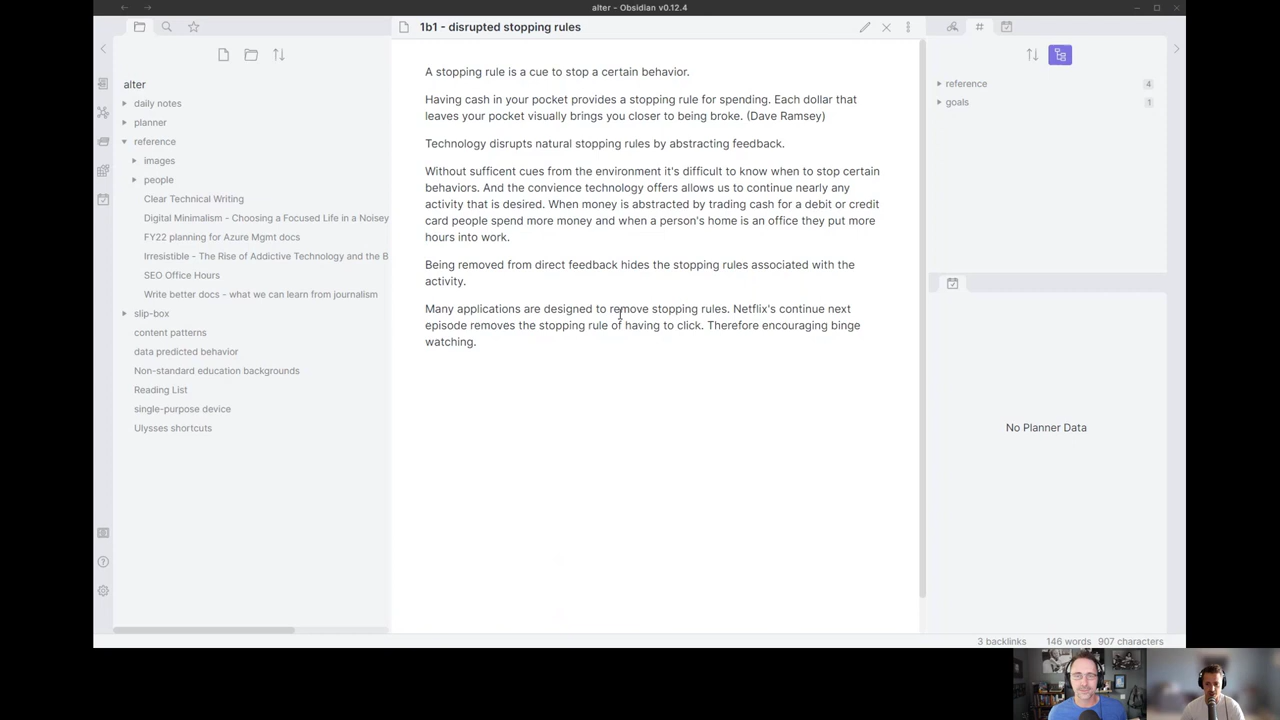 alter - Obsidian v0.12.4
1b1 - disrupted stopping rules
alter
daily notes
planner
reference
images
people
Clear Technical Writing
Digital Minimalism - Choosing a Focused Life in a Noisey
FY22 planning for Azure Mgmt docs
Irresistible - The Rise of Addictive Technology and the B
SEO Office Hours
Write better docs - what we can learn from journalism
slip-box
content patterns
data predicted behavior
Non-standard education backgrounds
Reading List
single-purpose device
Ulysses shortcuts
A stopping rule is a cue to stop a certain behavior.
Having cash in your pocket provides a stopping rule for spending. Each dollar that
leaves your pocket visually brings you closer to being broke. (Dave Ramsey)
Technology disrupts natural stopping rules by abstracting feedback.
Without sufficent cues from the environment it's difficult to know when to stop certain
behaviors. And the convience technology offers allows us to continue nearly any
activity that is desired. When money is abstracted by trading cash for a debit or credit
card people spend more money and when a person's home is an office they put more
hours into work.
Being removed from direct feedback hides the stopping rules associated with the
activity.
Many applications are designed to remove stopping rules. Netflix's continue next
episode removes the stopping rule of having to click. Therefore encouraging binge
watching.
reference 4
goals 1
No Planner Data
3 backlinks 146 words 907 characters